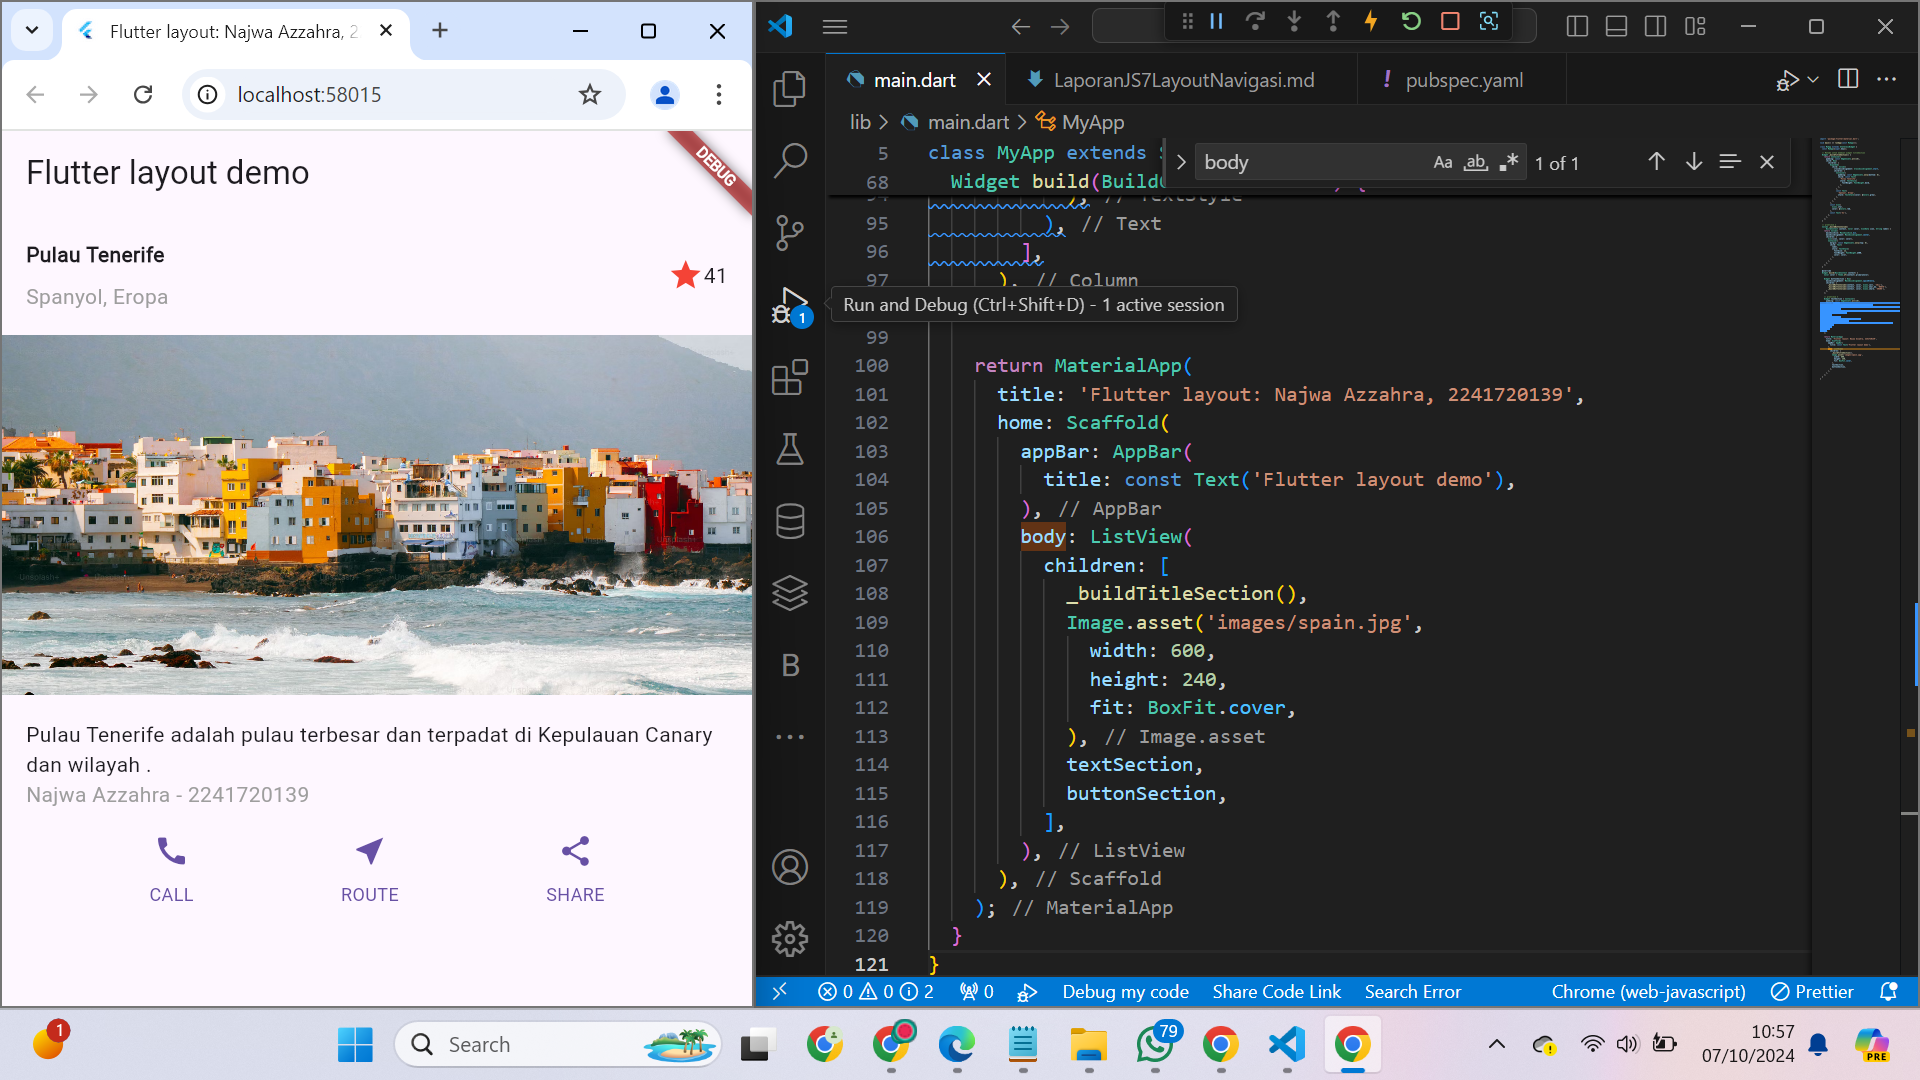 Flutter layout: Najwa Azzahra, 2
localhost:58015
Flutter layout demo
DEBUG
Pulau Tenerife
Spanyol, Eropa
41
Pulau Tenerife adalah pulau terbesar dan terpadat di Kepulauan Canary
dan wilayah .
Najwa Azzahra - 2241720139
CALL
ROUTE
SHARE
main.dart
LaporanJS7LayoutNavigasi.md
! pubspec.yaml
lib > main.dart > MyApp
body
Aa ab, .*
1 of 1
5 class MyApp extends S
68 Widget build(Build
94 ), // TextStyle
95 ), // Text
96 ],
97 ), // Column
Run and Debug (Ctrl+Shift+D) - 1 active session
1
99
100 return MaterialApp(
101 title: 'Flutter layout: Najwa Azzahra, 2241720139',
102 home: Scaffold(
103 appBar: AppBar(
104 title: const Text('Flutter layout demo'),
105 ), // AppBar
106 body: ListView(
107 children: [
108 _buildTitleSection(),
109 Image.asset('images/spain.jpg',
110 width: 600,
111 height: 240,
112 fit: BoxFit.cover,
113 ), // Image.asset
114 textSection,
115 buttonSection,
116 ],
117 ), // ListView
118 ), // Scaffold
119 ); // MaterialApp
120 }
121 }
B
0 0 2 0 Debug my code Share Code Link Search Error Chrome (web-javascript) Prettier
1
Search
79
10:57
07/10/2024
PRE